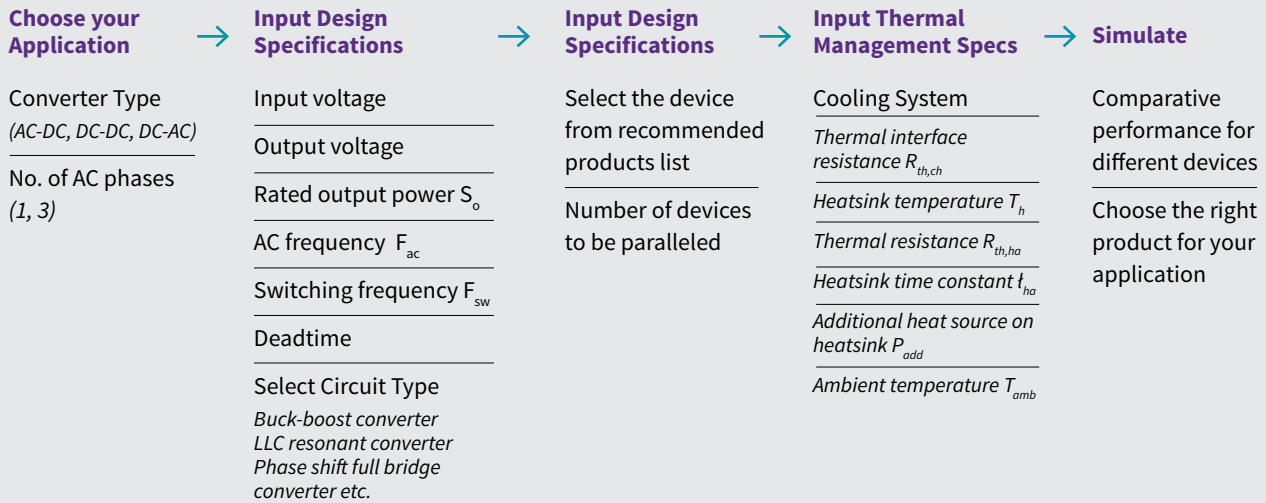 Choose your
Application
Converter Type
(AC-DC, DC-DC, DC-AC)
No. of AC phases
(1, 3)
Input Design
Specifications
Input voltage
Output voltage
Rated output power So
AC frequency Fac
Switching frequency Fsw
Deadtime
Select Circuit Type
Buck-boost converter
LLC resonant converter
Phase shift full bridge
converter etc.
Input Design
Specifications
Select the device
from recommended
products list
Number of devices
to be paralleled
Input Thermal
Management Specs
Cooling System
Thermal interface
resistance Rth,ch
Heatsink temperature Th
Thermal resistance Rth,ha
Heatsink time constant ƚha
Additional heat source on
heatsink Padd
Ambient temperature Tamb
Simulate
Comparative
performance for
different devices
Choose the right
product for your
application